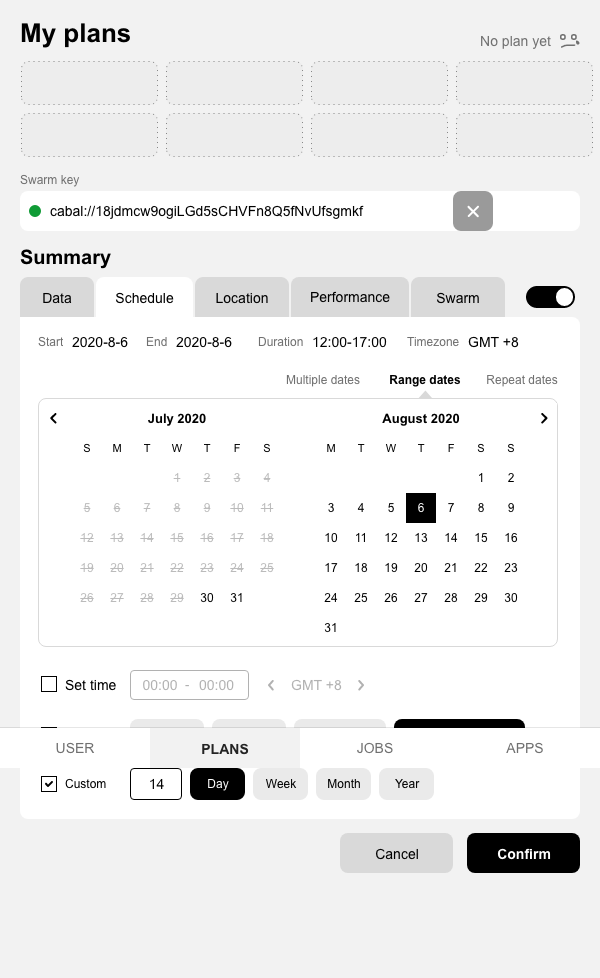 My plans
No plan yet
Swarm key
cabal://18jdmcw9ogiLGd5sCHVFn8Q5fNvUfsgmkf
Summary
Data Schedule Location Performance Swarm
Start 2020-8-6 End 2020-8-6 Duration 12:00-17:00 Timezone GMT +8
Multiple dates Range dates Repeat dates
July 2020 August 2020
S M T W T F S M T W T F S S
1 2 3 4 1 2
5 6 7 8 9 10 11 3 4 5 6 7 8 9
12 13 14 15 16 17 18 10 11 12 13 14 15 16
19 20 21 22 23 24 25 17 18 19 20 21 22 23
26 27 28 29 30 31 24 25 26 27 28 29 30
31
Set time 00:00 - 00:00 GMT +8
USER PLANS JOBS APPS
Custom 14 Day Week Month Year
Cancel Confirm